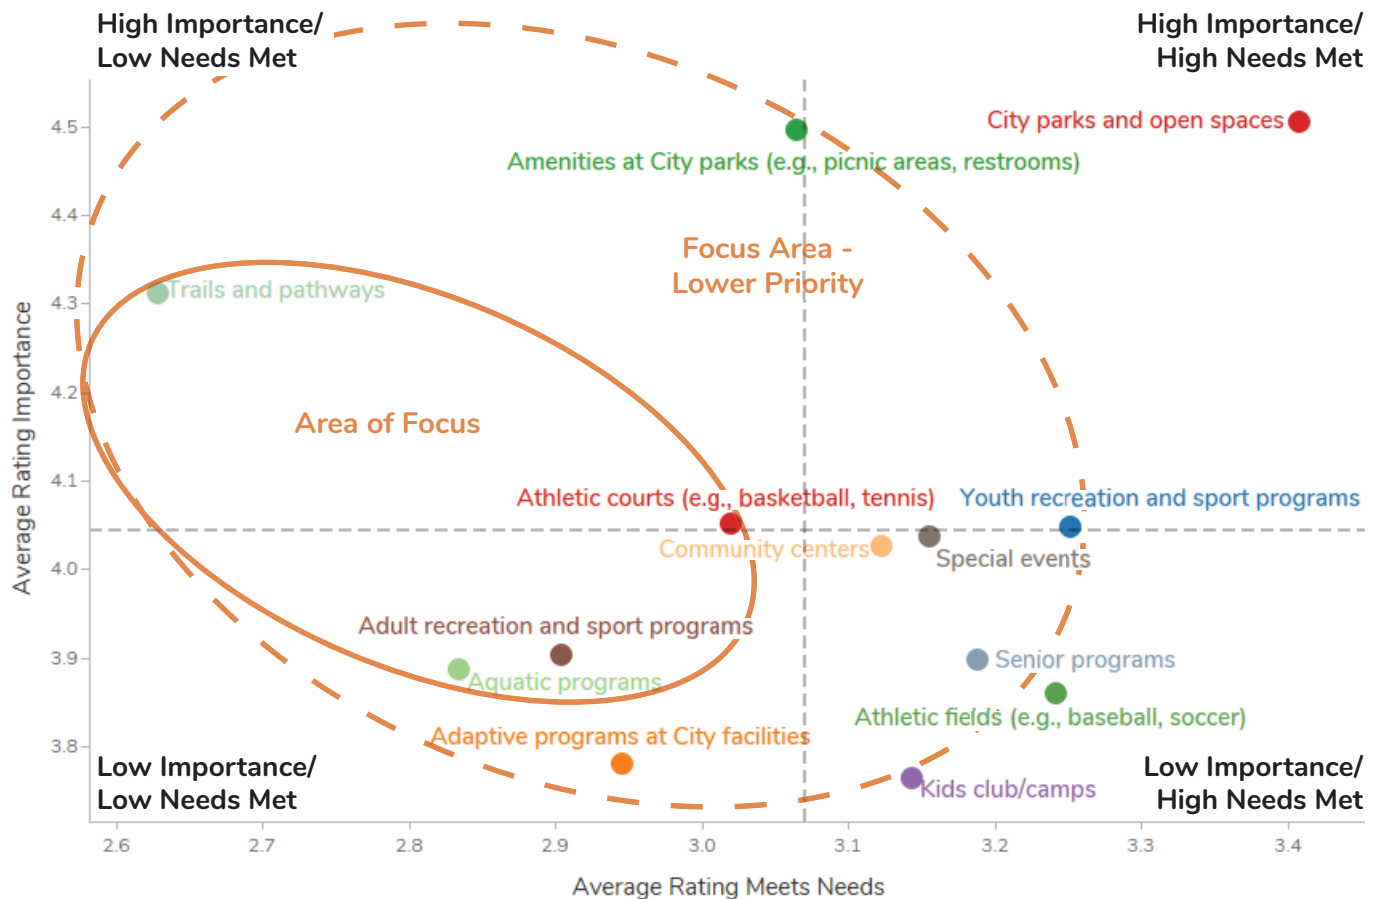 High Importance/
Low Needs Met
High Importance/
High Needs Met
City parks and open spaces
Amenities at City parks (e.g., picnic areas, restrooms)
Focus Area -
Lower Priority
Trails and pathways
Area of Focus
Athletic courts (e.g., basketball, tennis)
Youth recreation and sport programs
Community centers
Special events
Adult recreation and sport programs
Aquatic programs
Senior programs
Athletic fields (e.g., baseball, soccer)
Adaptive programs at City facilities
Kids club/camps
Low Importance/
Low Needs Met
Low Importance/
High Needs Met
Average Rating Importance
4.5
4.4
4.3
4.2
4.1
4.0
3.9
3.8
2.6 2.7 2.8 2.9 3.0 3.1 3.2 3.3 3.4
Average Rating Meets Needs